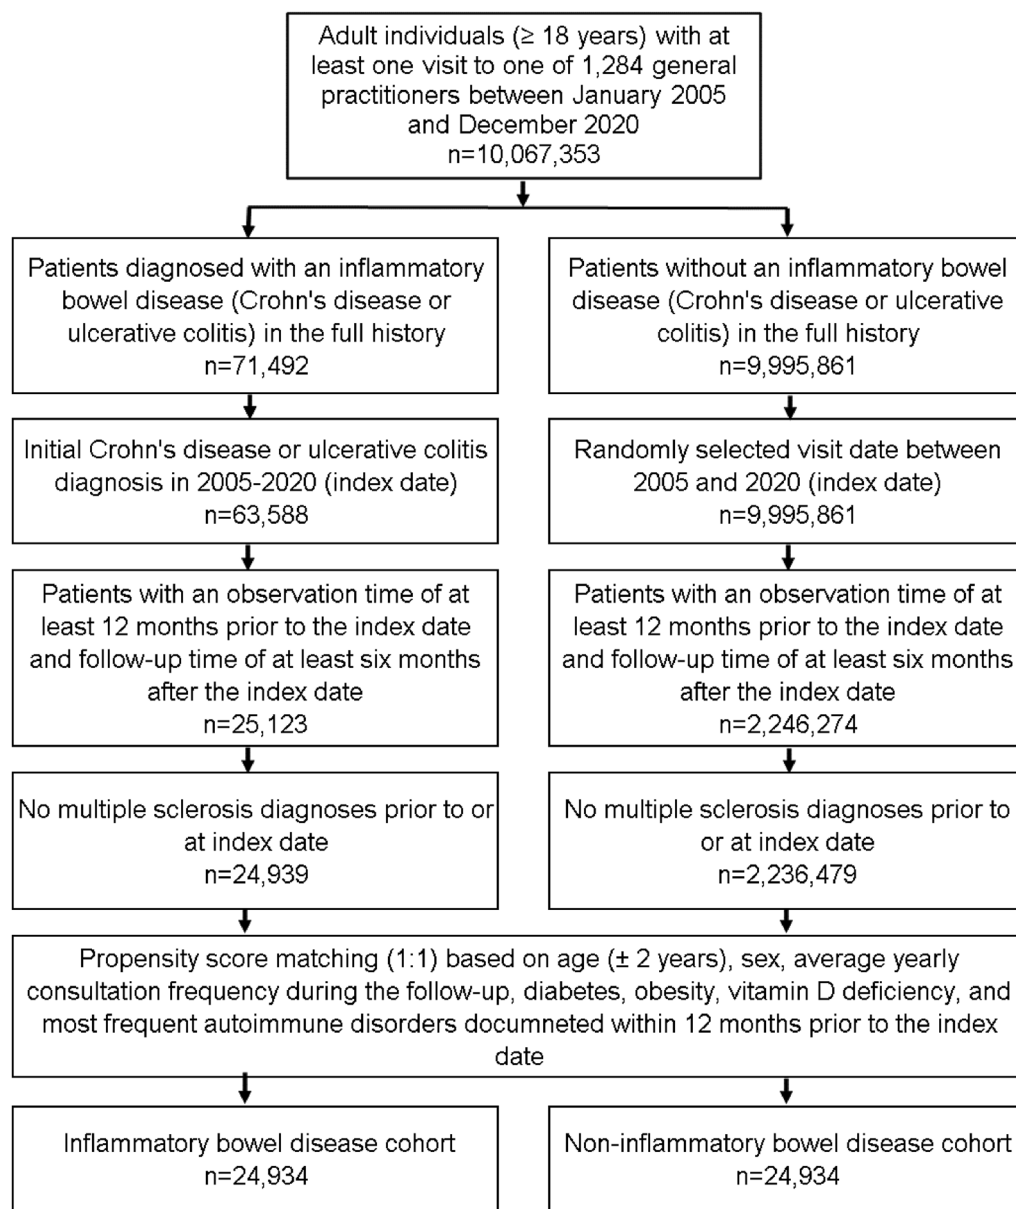 Adult individuals (≥ 18 years) with at
least one visit to one of 1,284 general
practitioners between January 2005
and December 2020
n=10,067,353
Patients diagnosed with an inflammatory
bowel disease (Crohn's disease or
ulcerative colitis) in the full history
n=71,492
Patients without an inflammatory bowel
disease (Crohn's disease or ulcerative
colitis) in the full history
n=9,995,861
Initial Crohn's disease or ulcerative colitis
diagnosis in 2005-2020 (index date)
n=63,588
Randomly selected visit date between
2005 and 2020 (index date)
n=9,995,861
Patients with an observation time of at
least 12 months prior to the index date
and follow-up time of at least six months
after the index date
n=25,123
Patients with an observation time of at
least 12 months prior to the index date
and follow-up time of at least six months
after the index date
n=2,246,274
No multiple sclerosis diagnoses prior to or
at index date
n=24,939
No multiple sclerosis diagnoses prior to
or at index date
n=2,236,479
Propensity score matching (1:1) based on age (± 2 years), sex, average yearly
consultation frequency during the follow-up, diabetes, obesity, vitamin D deficiency, and
most frequent autoimmune disorders documneted within 12 months prior to the index
date
Inflammatory bowel disease cohort
n=24,934
Non-inflammatory bowel disease cohort
n=24,934